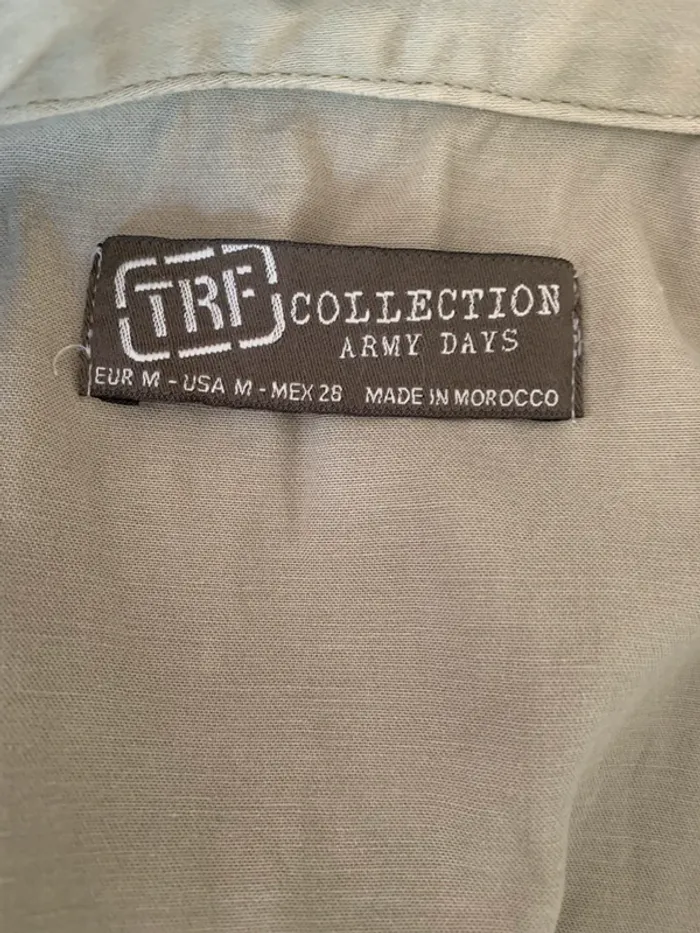 TRF COLLECTION
ARMY DAYS
EUR M - USA M - MEX 28 MADE IN MOROCCO